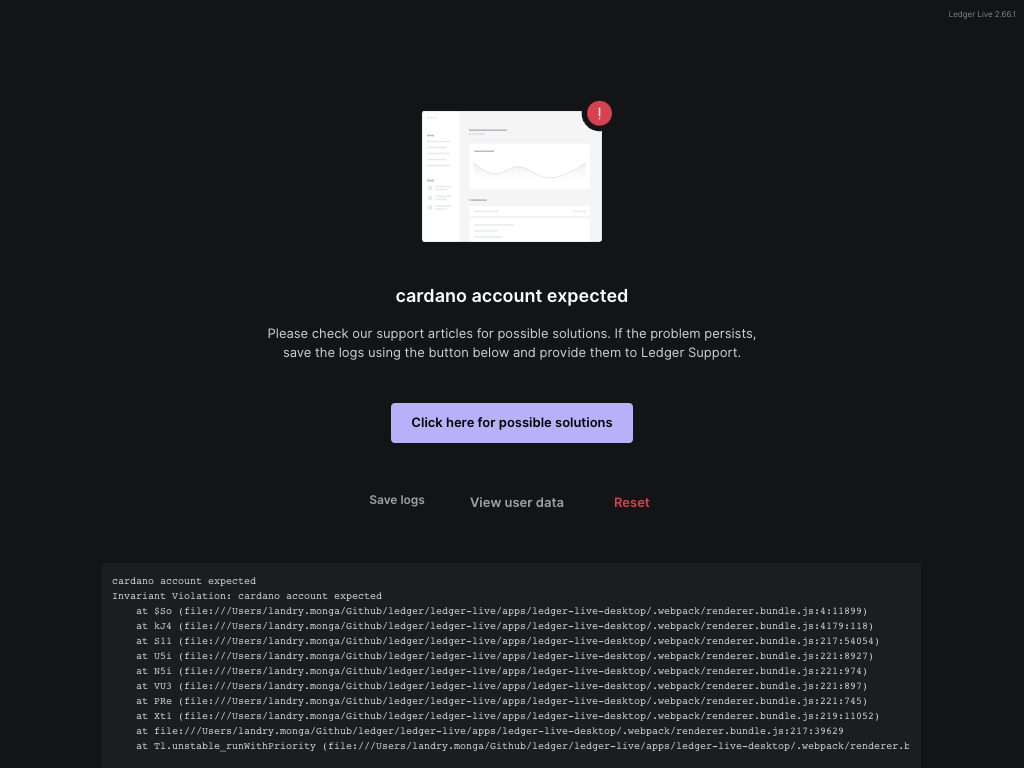 Ledger Live 2.66.1
!
cardano account expected
Please check our support articles for possible solutions. If the problem persists,
save the logs using the button below and provide them to Ledger Support.
Click here for possible solutions
Save logs
View user data
Reset
cardano account expected
Invariant Violation: cardano account expected
at $So (file:///Users/landry.monga/Github/ledger/ledger-live/apps/ledger-live-desktop/.webpack/renderer.bundle.js:4:11899)
at kJ4 (file:///Users/landry.monga/Github/ledger/ledger-live/apps/ledger-live-desktop/.webpack/renderer.bundle.js:4179:118)
at S11 (file:///Users/landry.monga/Github/ledger/ledger-live/apps/ledger-live-desktop/.webpack/renderer.bundle.js:217:54054)
at U5i (file:///Users/landry.monga/Github/ledger/ledger-live/apps/ledger-live-desktop/.webpack/renderer.bundle.js:221:8927)
at N5i (file:///Users/landry.monga/Github/ledger/ledger-live/apps/ledger-live-desktop/.webpack/renderer.bundle.js:221:974)
at VU3 (file:///Users/landry.monga/Github/ledger/ledger-live/apps/ledger-live-desktop/.webpack/renderer.bundle.js:221:897)
at PRe (file:///Users/landry.monga/Github/ledger/ledger-live/apps/ledger-live-desktop/.webpack/renderer.bundle.js:221:745)
at Xt1 (file:///Users/landry.monga/Github/ledger/ledger-live/apps/ledger-live-desktop/.webpack/renderer.bundle.js:219:11052)
at file:///Users/landry.monga/Github/ledger/ledger-live/apps/ledger-live-desktop/.webpack/renderer.bundle.js:217:39629
at Tl.unstable_runWithPriority (file:///Users/landry.monga/Github/ledger/ledger-live/apps/ledger-live-desktop/.webpack/renderer.b